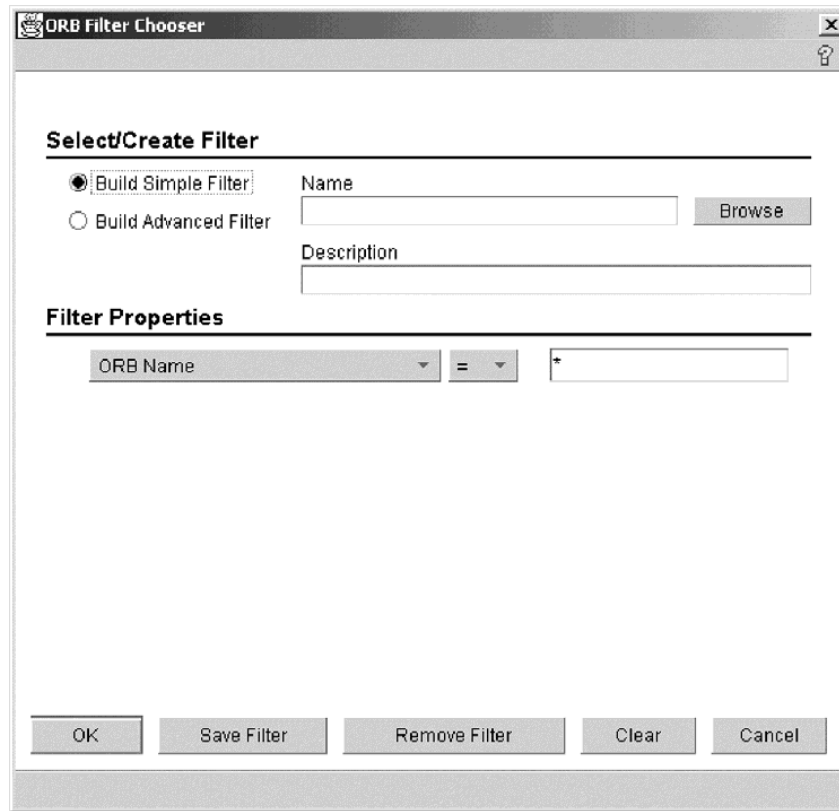 ORB Filter Chooser
Select/Create Filter
Build Simple Filter
Build Advanced Filter
Name
Browse
Description
Filter Properties
ORB Name = *
OK Save Filter Remove Filter Clear Cancel